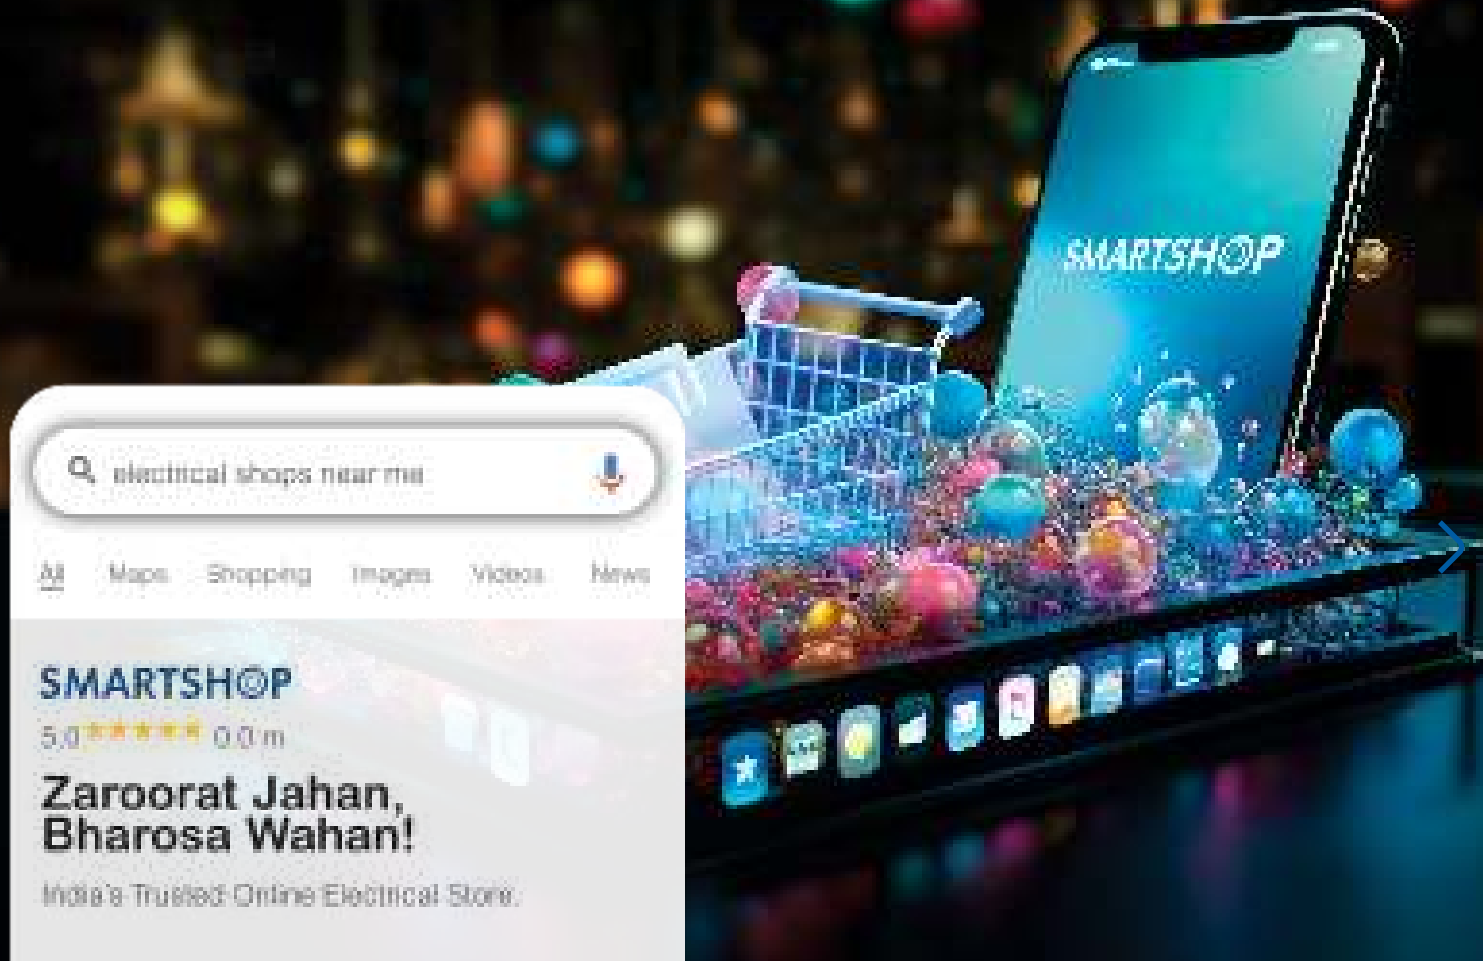 SMARTSHOP
electrical shops near me
All Maps Shopping Images Videos News
SMARTSHOP
5.0 ★★★★★ 0.0 m
Zaroorat Jahan,
Bharosa Wahan!
India's Trusted Online Electrical Store.